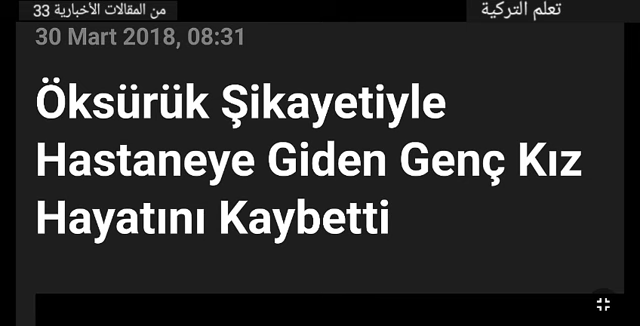 من المقالات الأخبارية 33
تعلم التركية
30 Mart 2018, 08:31
Öksürük Şikayetiyle
Hastaneye Giden Genç Kız
Hayatını Kaybetti